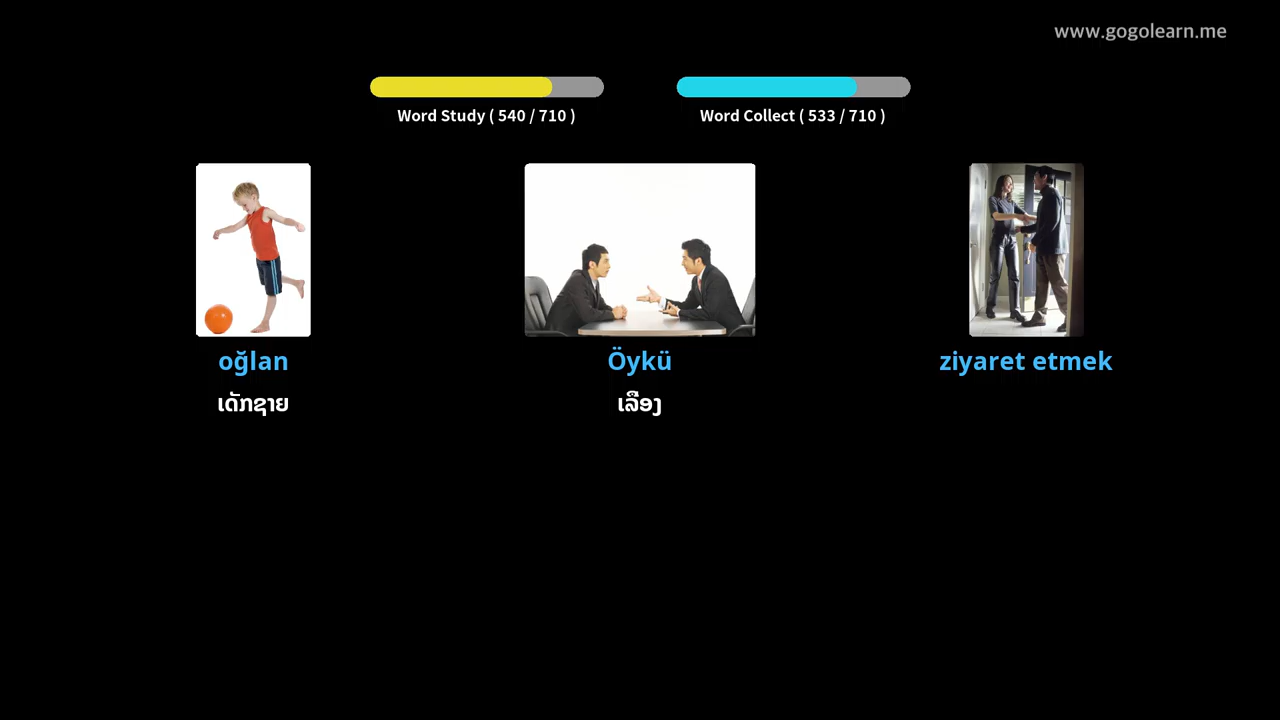 www.gogolearn.me
Word Study ( 540 / 710 )
Word Collect ( 533 / 710 )
oğlan
Öykü
ziyaret etmek
ເດັກຊາຍ
ເລື່ອງ